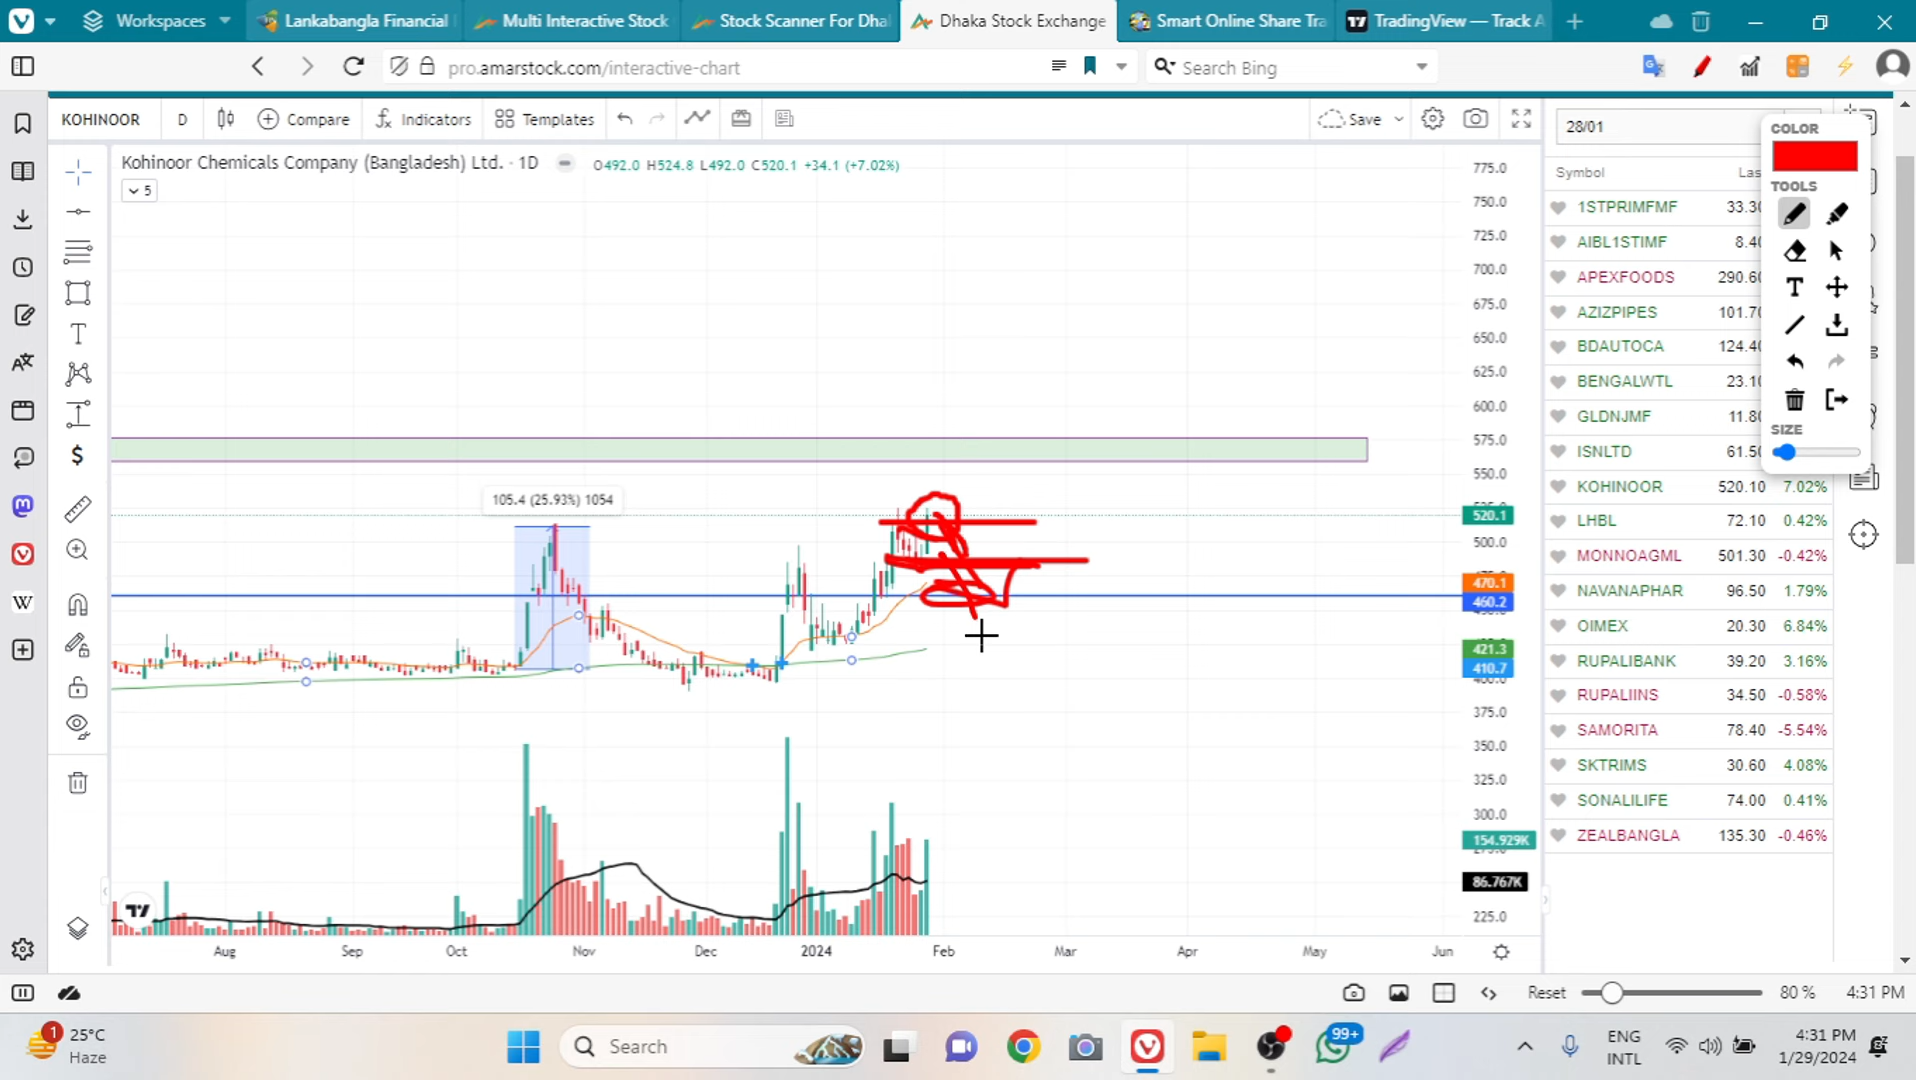 Workspaces
Lankabangla Financial
Multi Interactive Stock
Stock Scanner For Dha
Dhaka Stock Exchange
Smart Online Share Tra
TradingView — Track A
pro.amarstock.com/interactive-chart
Search Bing
KOHINOOR D Compare Indicators Templates Save
Kohinoor Chemicals Company (Bangladesh) Ltd. · 1D O492.0 H524.8 L492.0 C520.1 +34.1 (+7.02%)
5
775.0
750.0
725.0
700.0
675.0
650.0
625.0
600.0
575.0
550.0
520.1
500.0
470.1
460.2
421.3
410.7
375.0
350.0
325.0
300.0
154.929K
86.767K
225.0
105.4 (25.93%) 1054
Aug Sep Oct Nov Dec 2024 Feb Mar Apr May Jun
28/01
Symbol Las
1STPRIMFMF 33.30
AIBL1STIMF 8.40
APEXFOODS 290.60
AZIZPIPES 101.70
BDAUTOCA 124.40
BENGALWTL 23.10
GLDNJMF 11.80
ISNLTD 61.50
KOHINOOR 520.10 7.02%
LHBL 72.10 0.42%
MONNOAGML 501.30 -0.42%
NAVANAPHAR 96.50 1.79%
OIMEX 20.30 6.84%
RUPALIBANK 39.20 3.16%
RUPALIINS 34.50 -0.58%
SAMORITA 78.40 -5.54%
SKTRIMS 30.60 4.08%
SONALILIFE 74.00 0.41%
ZEALBANGLA 135.30 -0.46%
COLOR
TOOLS
SIZE
Reset 80 % 4:31 PM
1
25°C
Haze
Search
99+
ENG
INTL
4:31 PM
1/29/2024